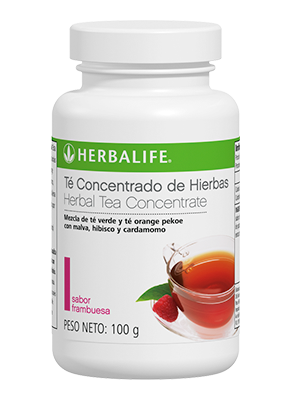 HERBALIFE®
Té Concentrado de Hierbas
Herbal Tea Concentrate
Mezcla de té verde y té orange pekoe
con malva, hibisco y cardamomo
sabor
frambuesa
PESO NETO: 100 g